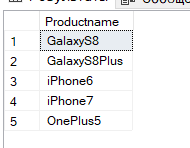 Productname
1 GalaxyS8
2 GalaxyS8Plus
3 iPhone6
4 iPhone7
5 OnePlus5